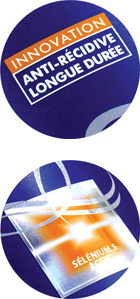 INNOVATION
ANTI-RÉCIDIVE
LONGUE DURÉE
SÉLÉNIUM S